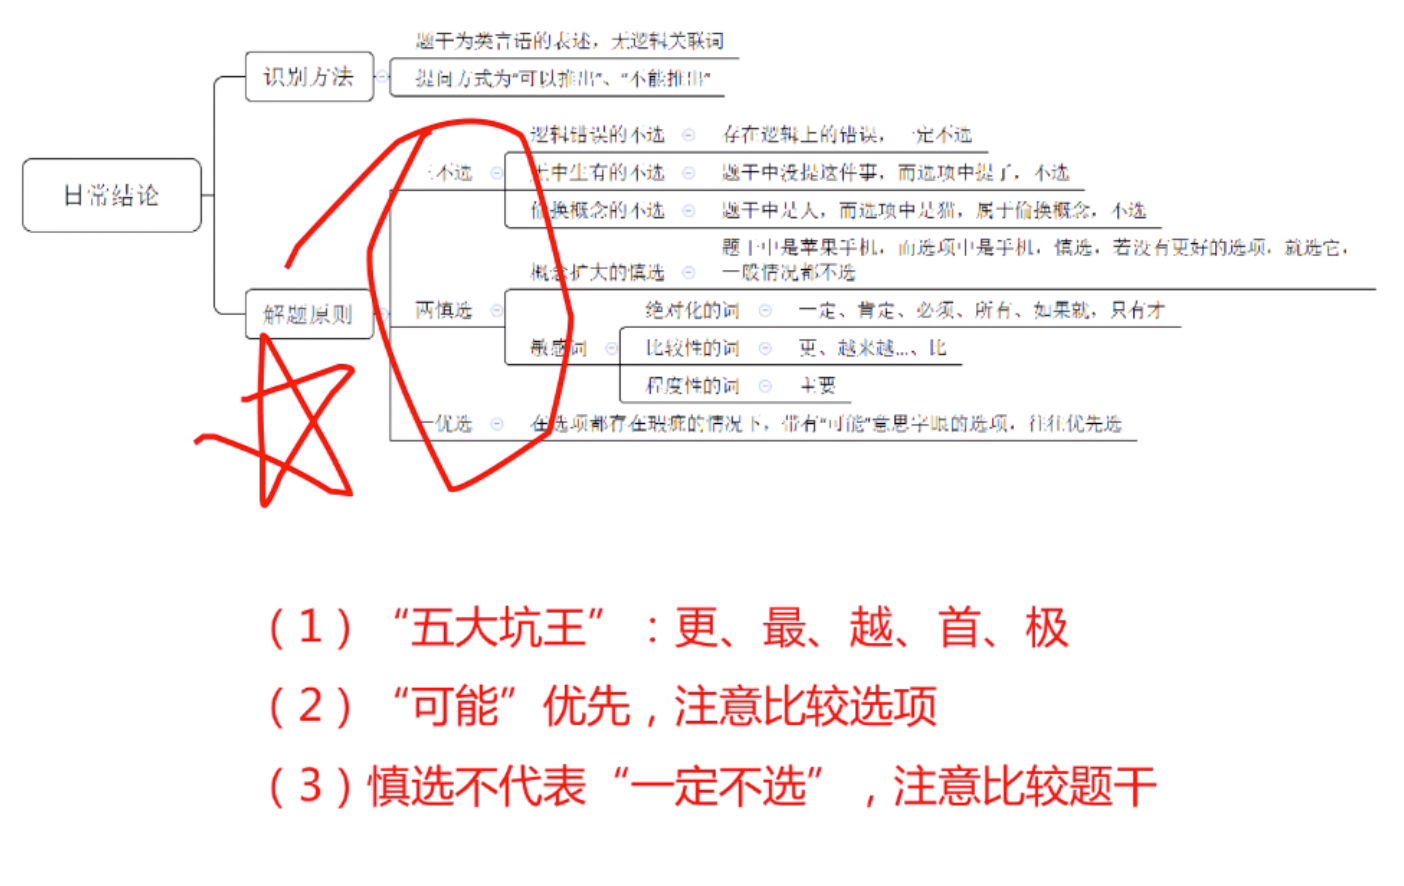 题干为类言语的表述，无逻辑关联词
识别方法
提问方式为“可以推出”、“不能推出”
逻辑错误的不选
存在逻辑上的错误，一定不选
三不选
无中生有的不选
题干中没提这件事，而选项中提了，不选
日常结论
偷换概念的不选
题干中是人，而选项中是猫，属于偷换概念，不选
概念扩大的慎选
题干中是苹果手机，而选项中是手机，慎选，若没有更好的选项，就选它，
一般情况都不选
解题原则
两慎选
绝对化的词
一定、肯定、必须、所有、如果就，只有才
敏感词
比较性的词
更、越来越...、比
程度性的词
主要
一优选
在选项都存在瑕疵的情况下，带有“可能”意思字眼的选项，往往优先选
（1）“五大坑王”：更、最、越、首、极
（2）“可能”优先，注意比较选项
（3）慎选不代表“一定不选”，注意比较题干